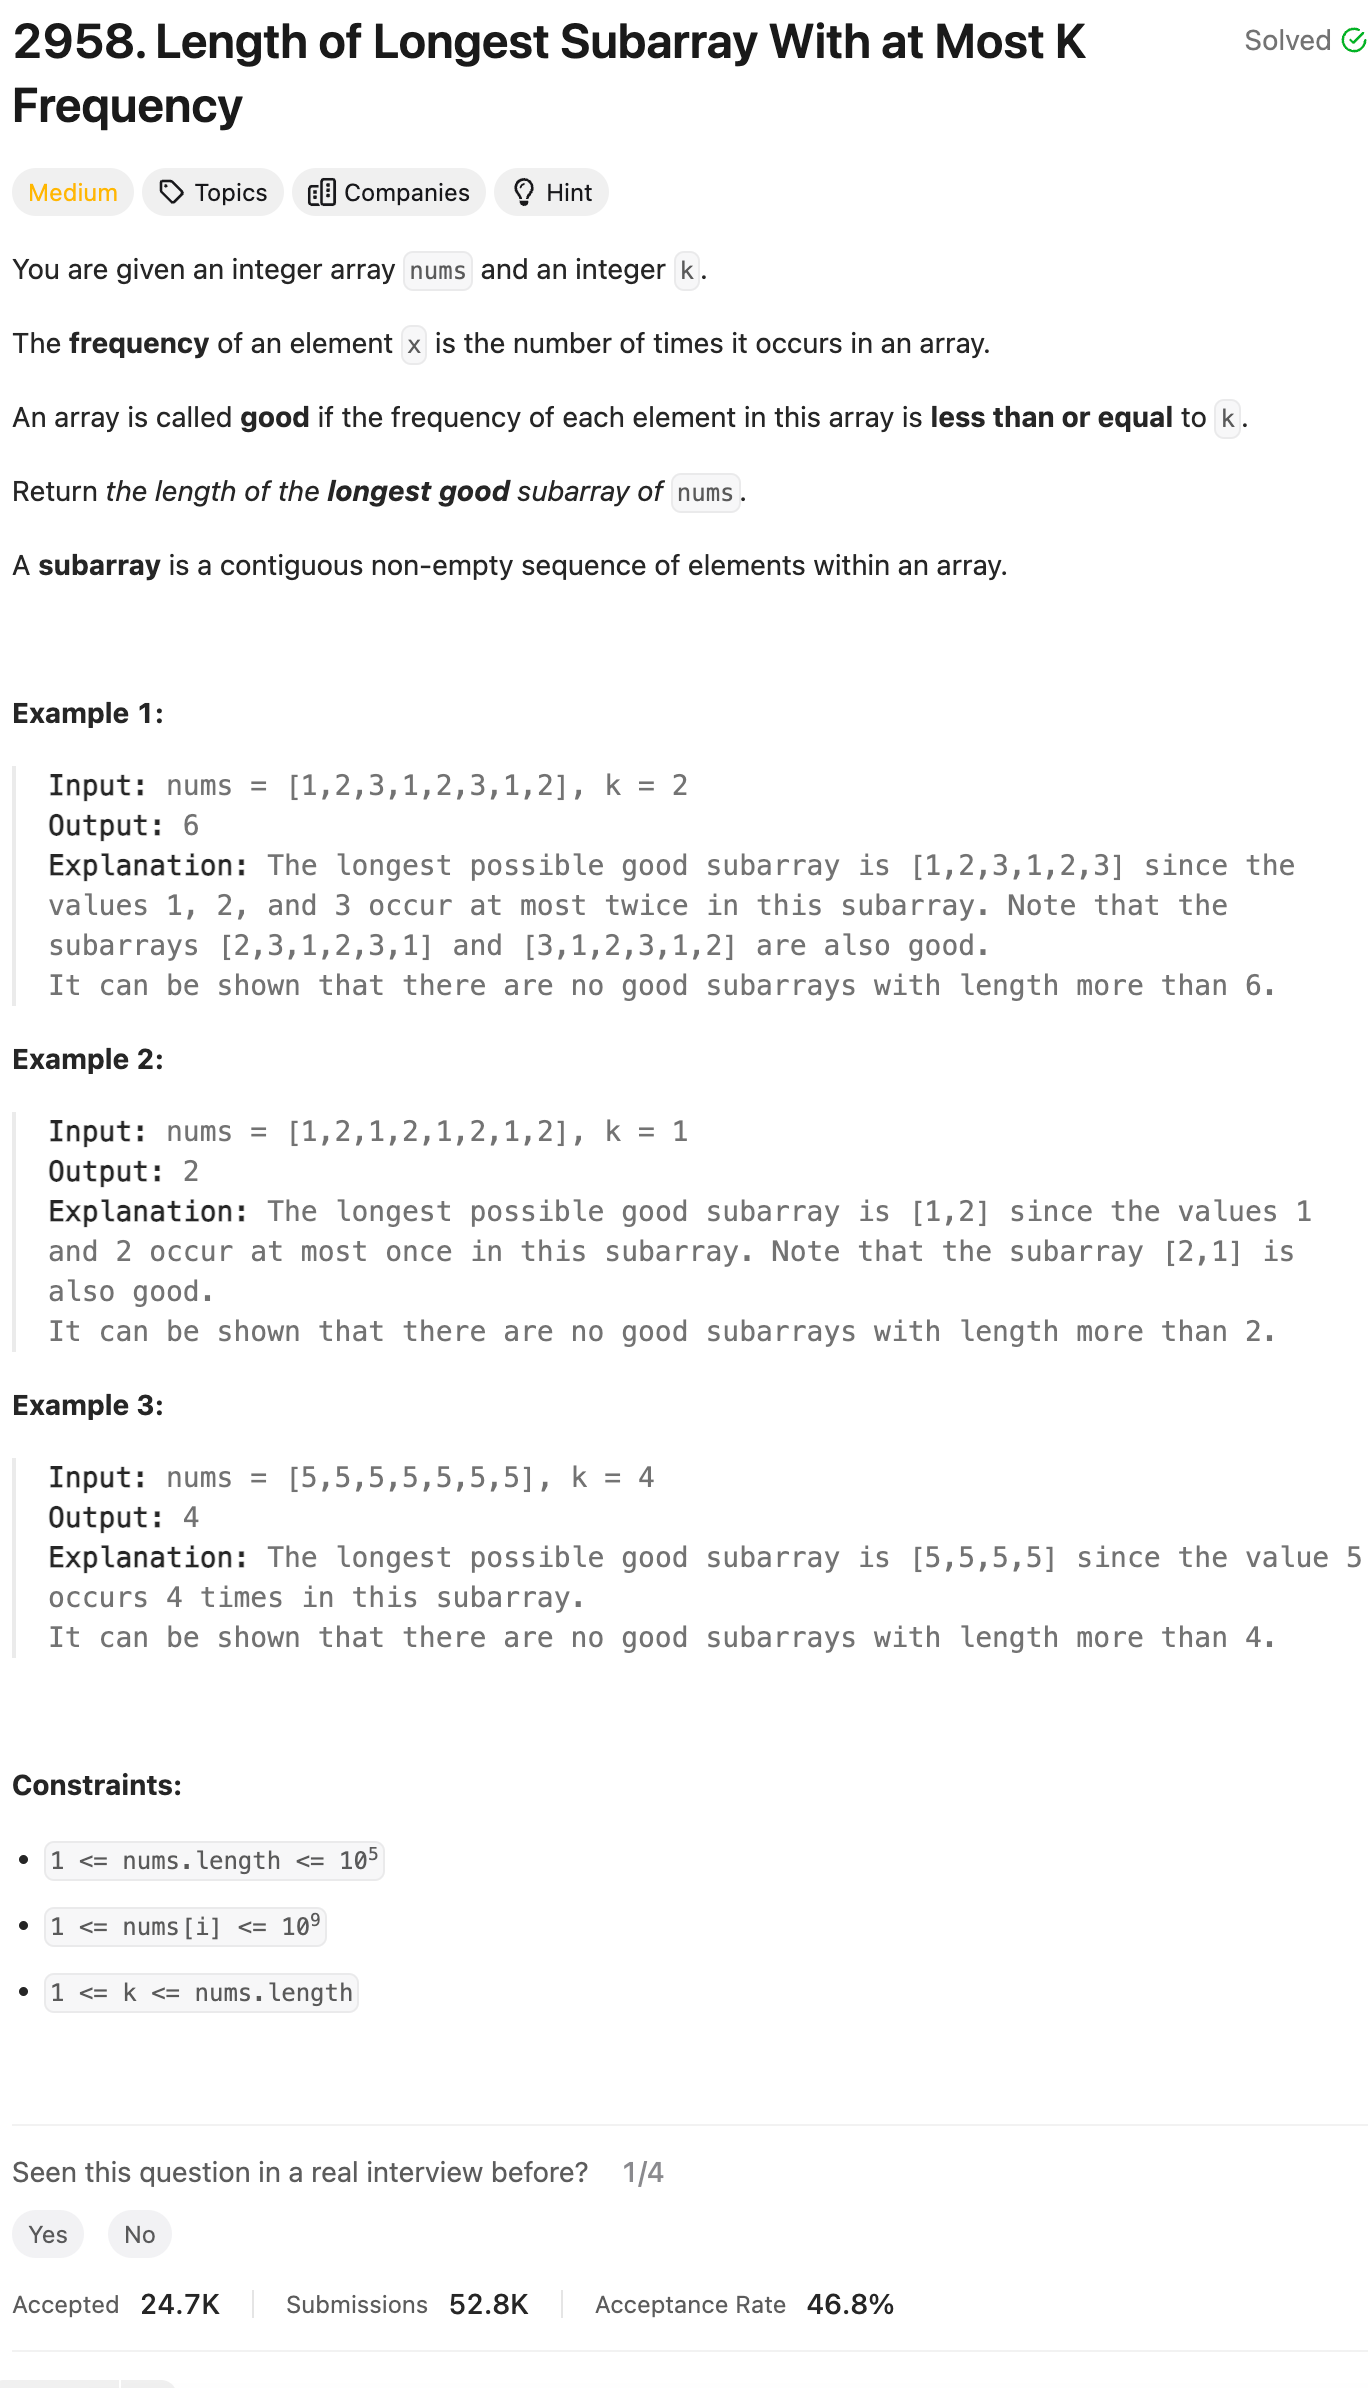 2958. Length of Longest Subarray With at Most K
Frequency
Solved
Medium
Topics
Companies
Hint
You are given an integer array nums and an integer k.
The frequency of an element x is the number of times it occurs in an array.
An array is called good if the frequency of each element in this array is less than or equal to k.
Return the length of the longest good subarray of nums.
A subarray is a contiguous non-empty sequence of elements within an array.
Example 1:
Input: nums = [1,2,3,1,2,3,1,2], k = 2
Output: 6
Explanation: The longest possible good subarray is [1,2,3,1,2,3] since the
values 1, 2, and 3 occur at most twice in this subarray. Note that the
subarrays [2,3,1,2,3,1] and [3,1,2,3,1,2] are also good.
It can be shown that there are no good subarrays with length more than 6.
Example 2:
Input: nums = [1,2,1,2,1,2,1,2], k = 1
Output: 2
Explanation: The longest possible good subarray is [1,2] since the values 1
and 2 occur at most once in this subarray. Note that the subarray [2,1] is
also good.
It can be shown that there are no good subarrays with length more than 2.
Example 3:
Input: nums = [5,5,5,5,5,5,5], k = 4
Output: 4
Explanation: The longest possible good subarray is [5,5,5,5] since the value 5
occurs 4 times in this subarray.
It can be shown that there are no good subarrays with length more than 4.
Constraints:
• 1 <= nums.length <= 10⁵
• 1 <= nums[i] <= 10⁹
• 1 <= k <= nums.length
Seen this question in a real interview before? 1/4
Yes No
Accepted 24.7K Submissions 52.8K Acceptance Rate 46.8%